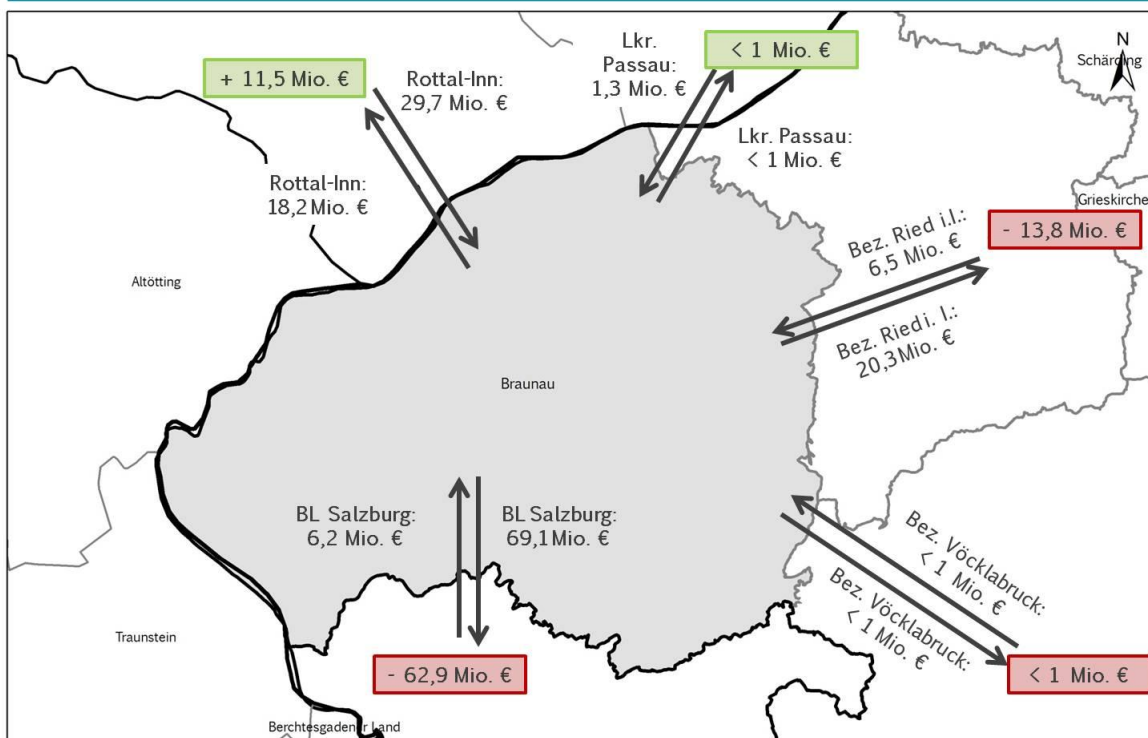 Lkr.
Passau:
1,3 Mio. €
< 1 Mio. €
N
Schärding
+ 11,5 Mio. €
Rottal-Inn:
29,7 Mio. €
Lkr. Passau:
< 1 Mio. €
Rottal-Inn:
18,2 Mio. €
Grieskirche
- 13,8 Mio. €
Bez. Ried i.I.:
6,5 Mio. €
Altötting
Bez. Ried i. I.:
20,3 Mio. €
Braunau
BL Salzburg:
6,2 Mio. €
BL Salzburg:
69,1 Mio. €
Bez. Vöcklabruck:
< 1 Mio. €
Bez. Vöcklabruck:
< 1 Mio. €
Traunstein
- 62,9 Mio. €
< 1 Mio. €
Berchtesgadener Land